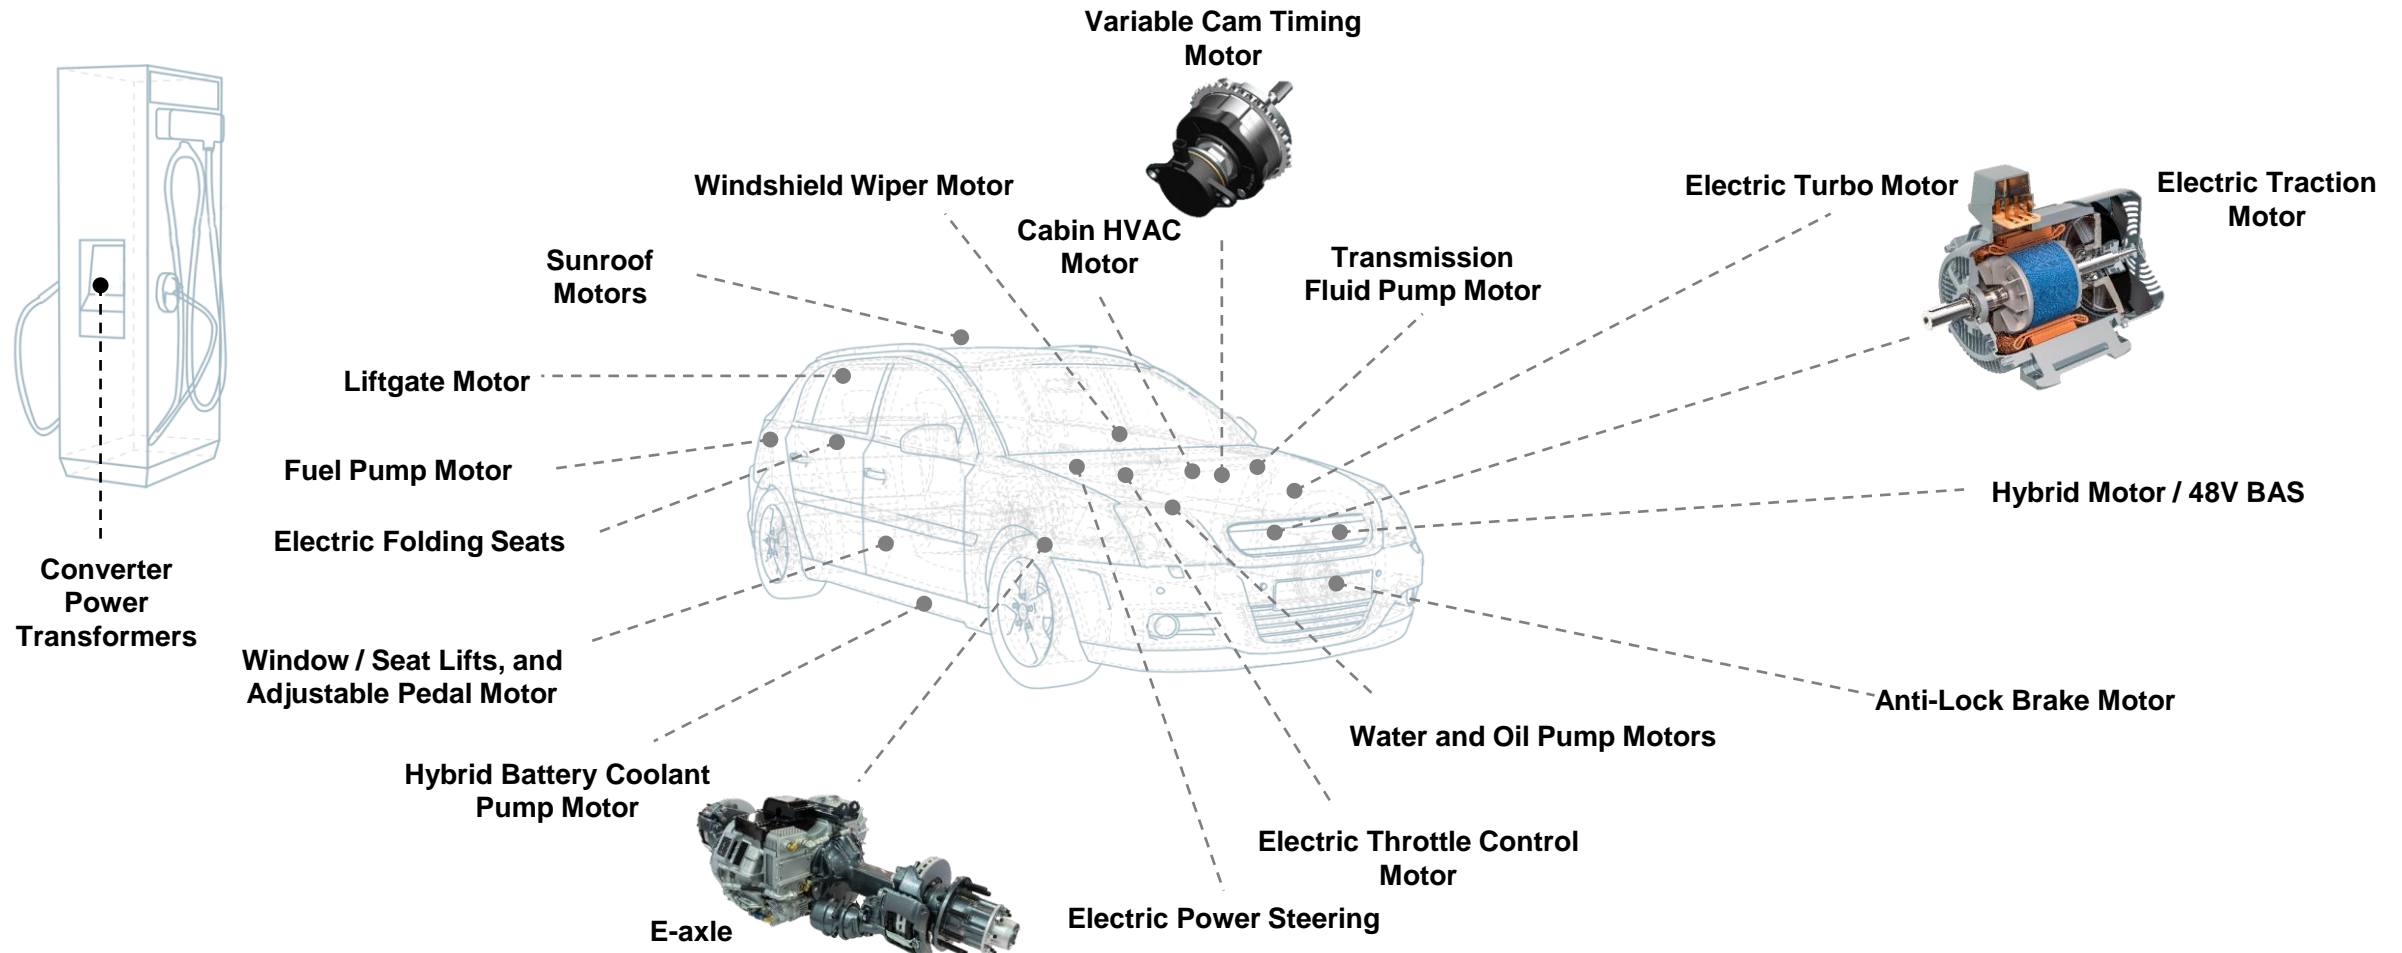 Variable Cam Timing
Motor
Windshield Wiper Motor
Electric Turbo Motor
Electric Traction
Motor
Cabin HVAC
Motor
Sunroof
Motors
Transmission
Fluid Pump Motor
Liftgate Motor
Fuel Pump Motor
Hybrid Motor / 48V BAS
Electric Folding Seats
Converter
Power
Transformers
Window / Seat Lifts, and
Adjustable Pedal Motor
Anti-Lock Brake Motor
Water and Oil Pump Motors
Hybrid Battery Coolant
Pump Motor
Electric Throttle Control
Motor
Electric Power Steering
E-axle